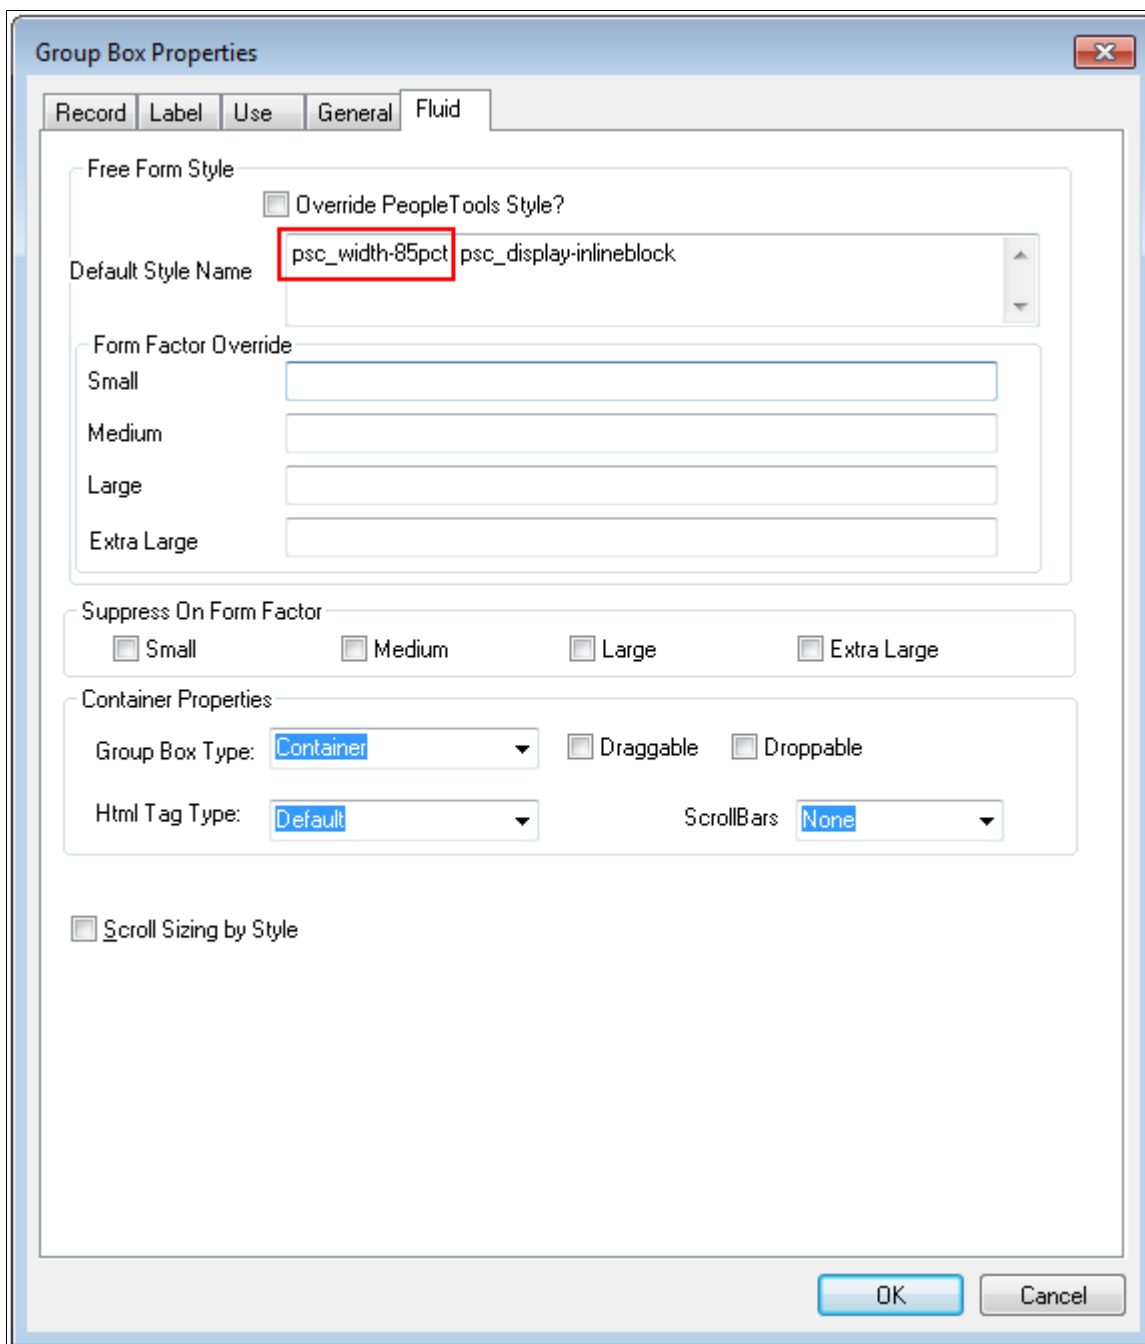 Group Box Properties
Record Label Use General Fluid
Free Form Style
Override PeopleTools Style?
Default Style Name psc_width-85pct psc_display-inlineblock
Form Factor Override
Small
Medium
Large
Extra Large
Suppress On Form Factor
Small Medium Large Extra Large
Container Properties
Group Box Type: Container Draggable Droppable
Html Tag Type: Default ScrollBars None
Scroll Sizing by Style
OK Cancel